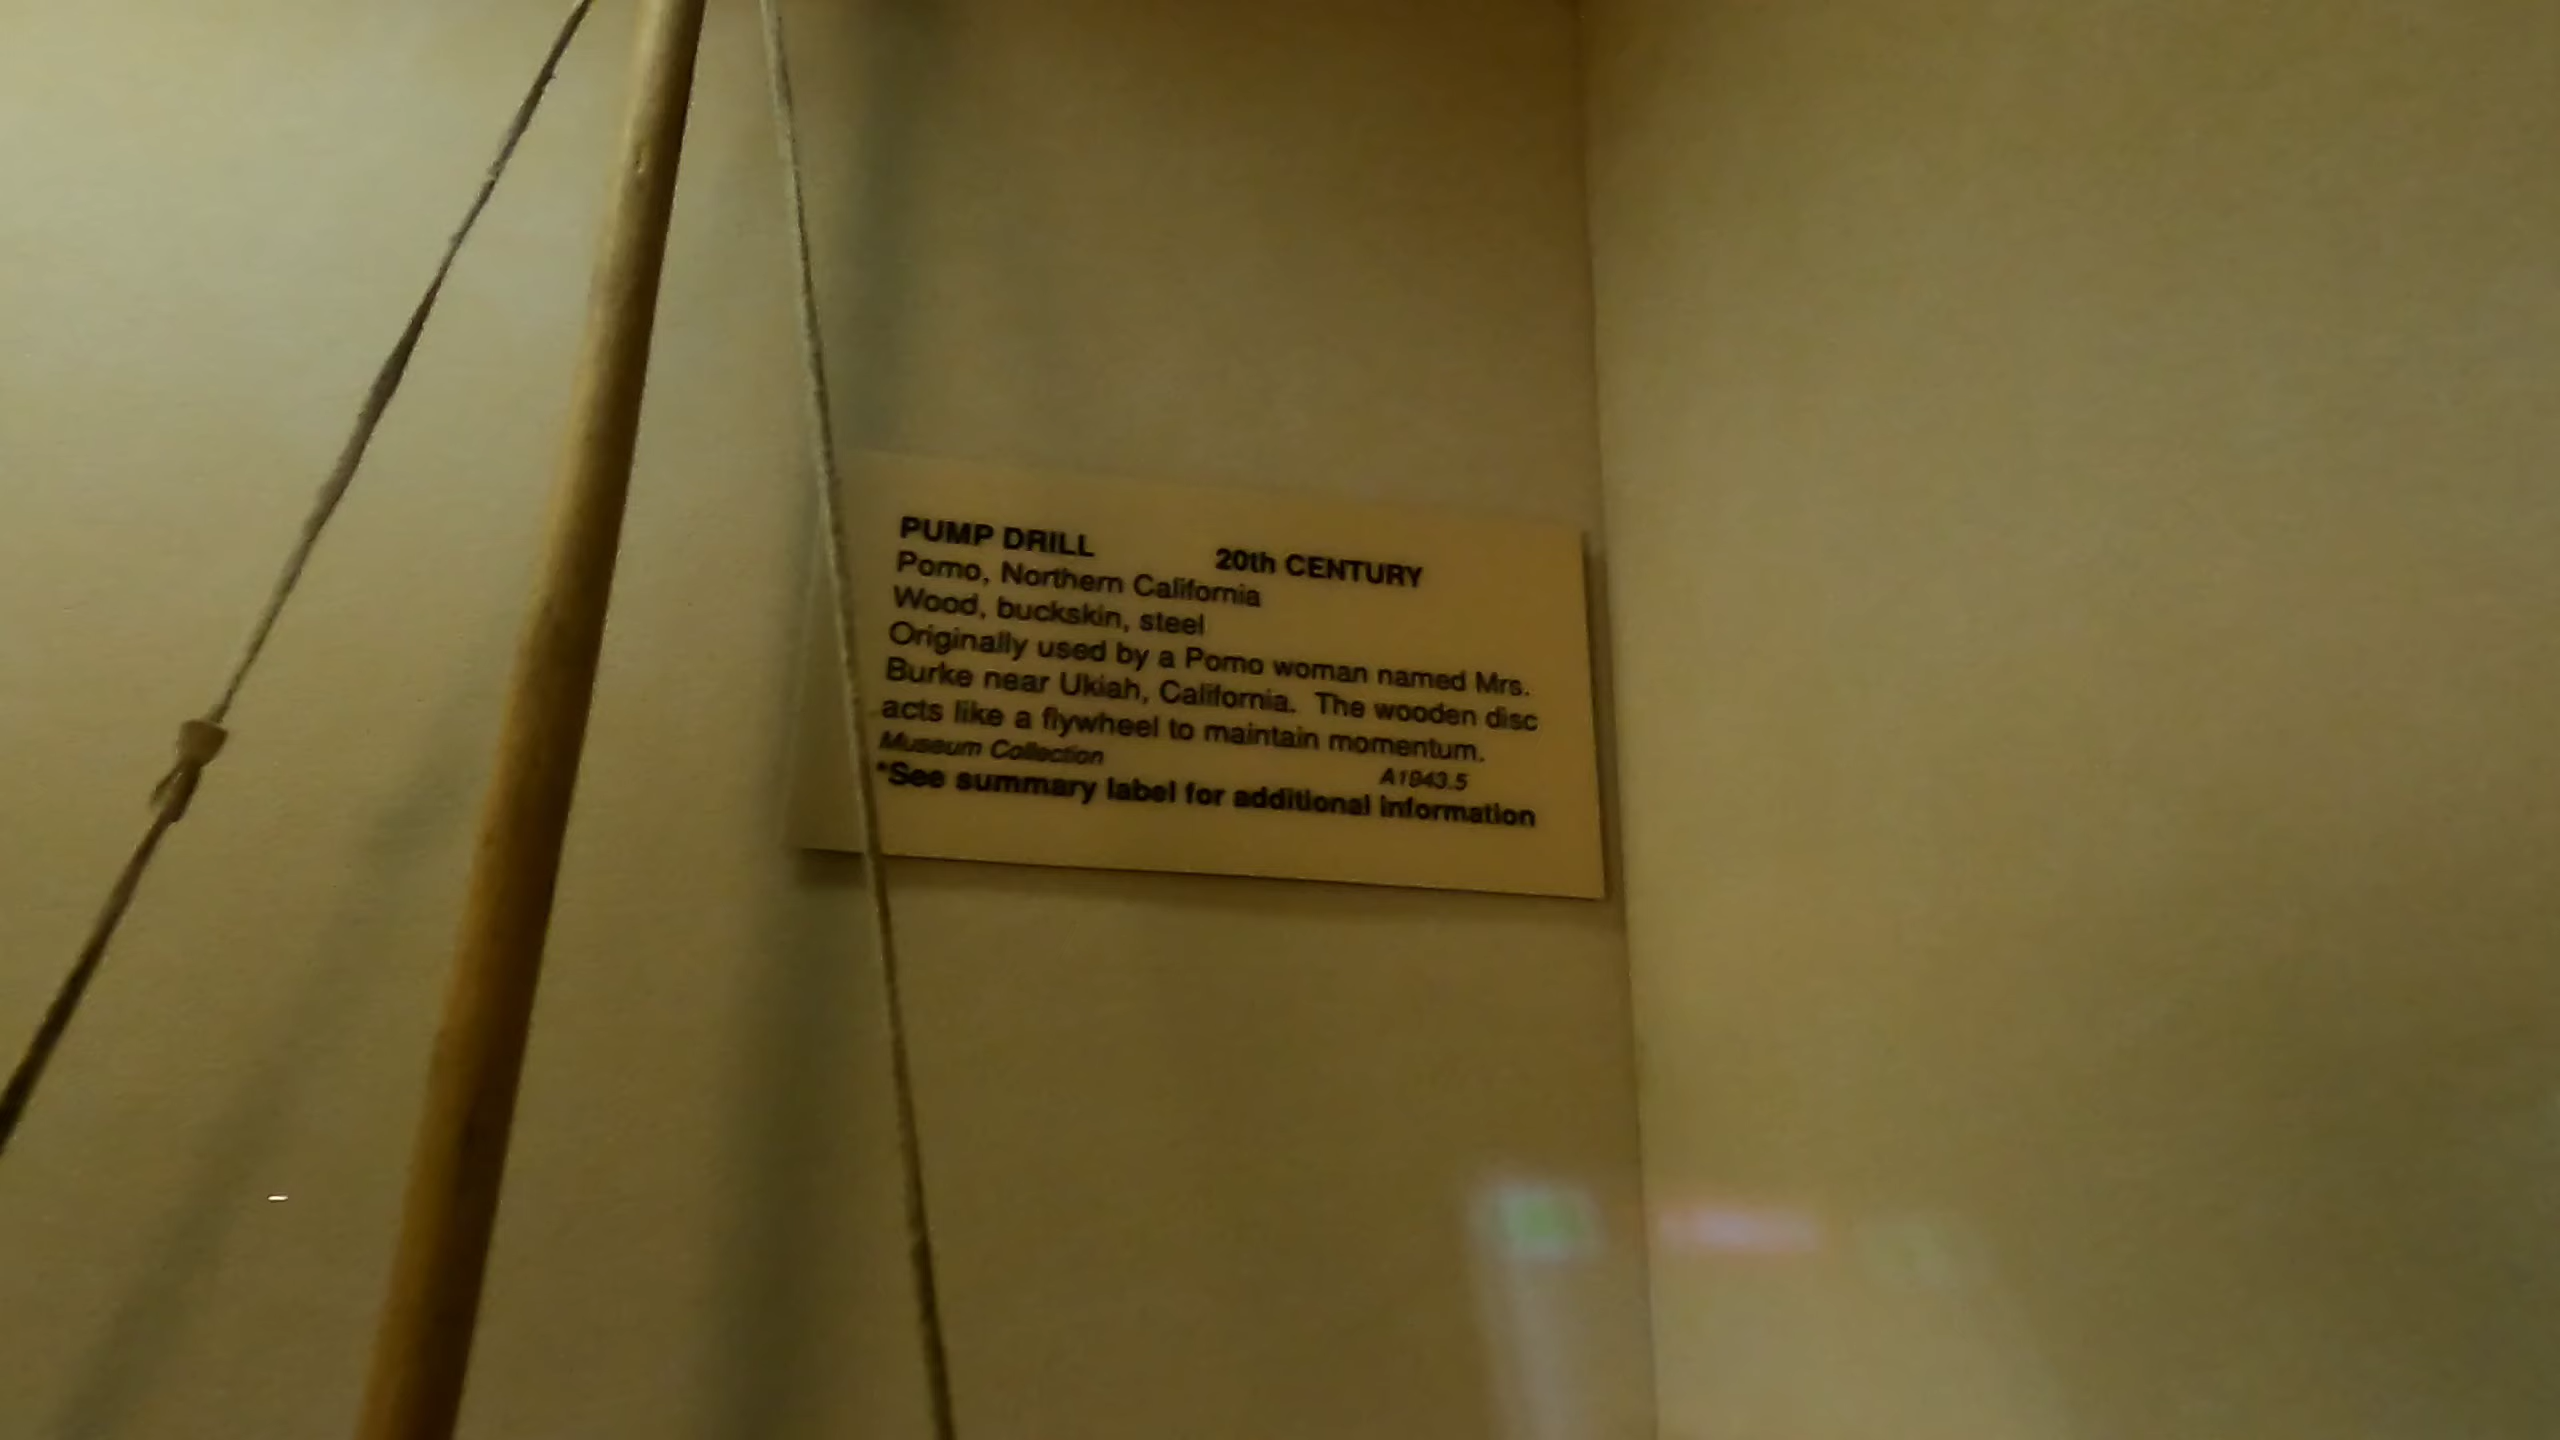 PUMP DRILL 20th CENTURY
Pomo, Northern California
Wood, buckskin, steel
Originally used by a Pomo woman named Mrs.
Burke near Ukiah, California. The wooden disc
acts like a flywheel to maintain momentum.
Museum Collection A1943.5
*See summary label for additional information